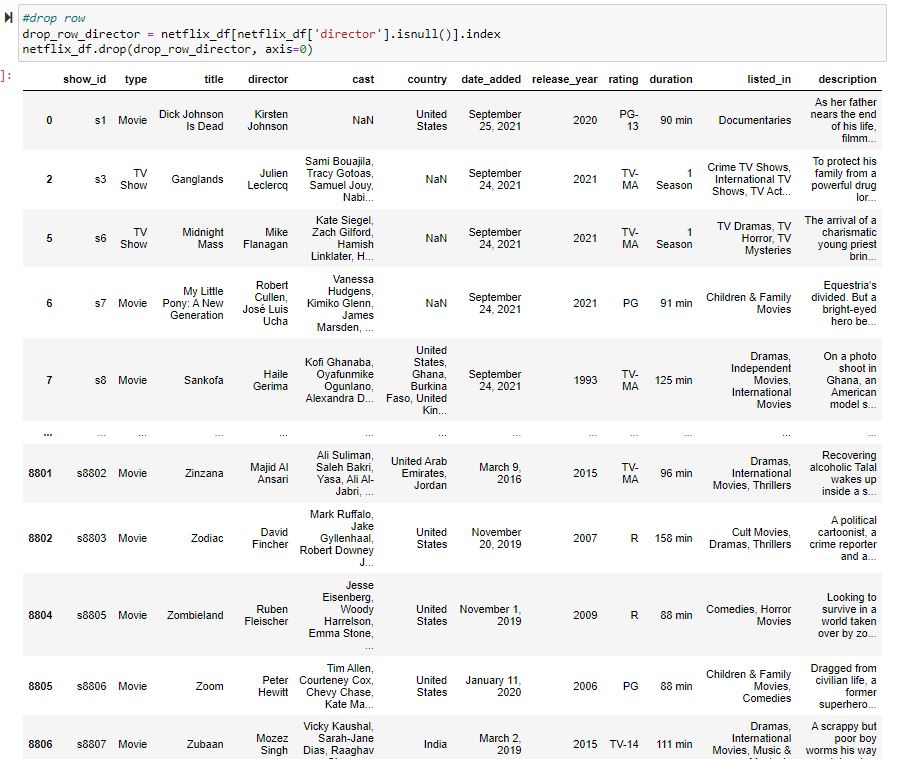 #drop row
drop_row_director = netflix_df[netflix_df['director'].isnull()].index
netflix_df.drop(drop_row_director, axis=0)
]:
show_id type title director cast country date_added release_year rating duration listed_in description
0 s1 Movie Dick Johnson Is Dead Kirsten Johnson NaN United States September 25, 2021 2020 PG-13 90 min Documentaries As her father nears the end of his life, filmm...
2 s3 TV Show Ganglands Julien Leclercq Sami Bouajila, Tracy Gotoas, Samuel Jouy, Nabi... NaN September 24, 2021 2021 TV-MA 1 Season Crime TV Shows, International TV Shows, TV Act... To protect his family from a powerful drug lor...
5 s6 TV Show Midnight Mass Mike Flanagan Kate Siegel, Zach Gilford, Hamish Linklater, H... NaN September 24, 2021 2021 TV-MA 1 Season TV Dramas, TV Horror, TV Mysteries The arrival of a charismatic young priest brin...
6 s7 Movie My Little Pony: A New Generation Robert Cullen, José Luis Ucha Vanessa Hudgens, Kimiko Glenn, James Marsden, ... NaN September 24, 2021 2021 PG 91 min Children & Family Movies Equestria's divided. But a bright-eyed hero be...
7 s8 Movie Sankofa Haile Gerima Kofi Ghanaba, Oyafunmike Ogunlano, Alexandra D... United States, Ghana, Burkina Faso, United Kin... September 24, 2021 1993 TV-MA 125 min Dramas, Independent Movies, International Movies On a photo shoot in Ghana, an American model s...
... ... ... ... ... ... ... ... ... ... ... ... ...
8801 s8802 Movie Zinzana Majid Al Ansari Ali Suliman, Saleh Bakri, Yasa, Ali Al-Jabri, ... United Arab Emirates, Jordan March 9, 2016 2015 TV-MA 96 min Dramas, International Movies, Thrillers Recovering alcoholic Talal wakes up inside a s...
8802 s8803 Movie Zodiac David Fincher Mark Ruffalo, Jake Gyllenhaal, Robert Downey J... United States November 20, 2019 2007 R 158 min Cult Movies, Dramas, Thrillers A political cartoonist, a crime reporter and a...
8804 s8805 Movie Zombieland Ruben Fleischer Jesse Eisenberg, Woody Harrelson, Emma Stone, ... United States November 1, 2019 2009 R 88 min Comedies, Horror Movies Looking to survive in a world taken over by zo...
8805 s8806 Movie Zoom Peter Hewitt Tim Allen, Courteney Cox, Chevy Chase, Kate Ma... United States January 11, 2020 2006 PG 88 min Children & Family Movies, Comedies Dragged from civilian life, a former superhero...
8806 s8807 Movie Zubaan Mozez Singh Vicky Kaushal, Sarah-Jane Dias, Raaghav India March 2, 2019 2015 TV-14 111 min Dramas, International Movies, Music & A scrappy but poor boy worms his way